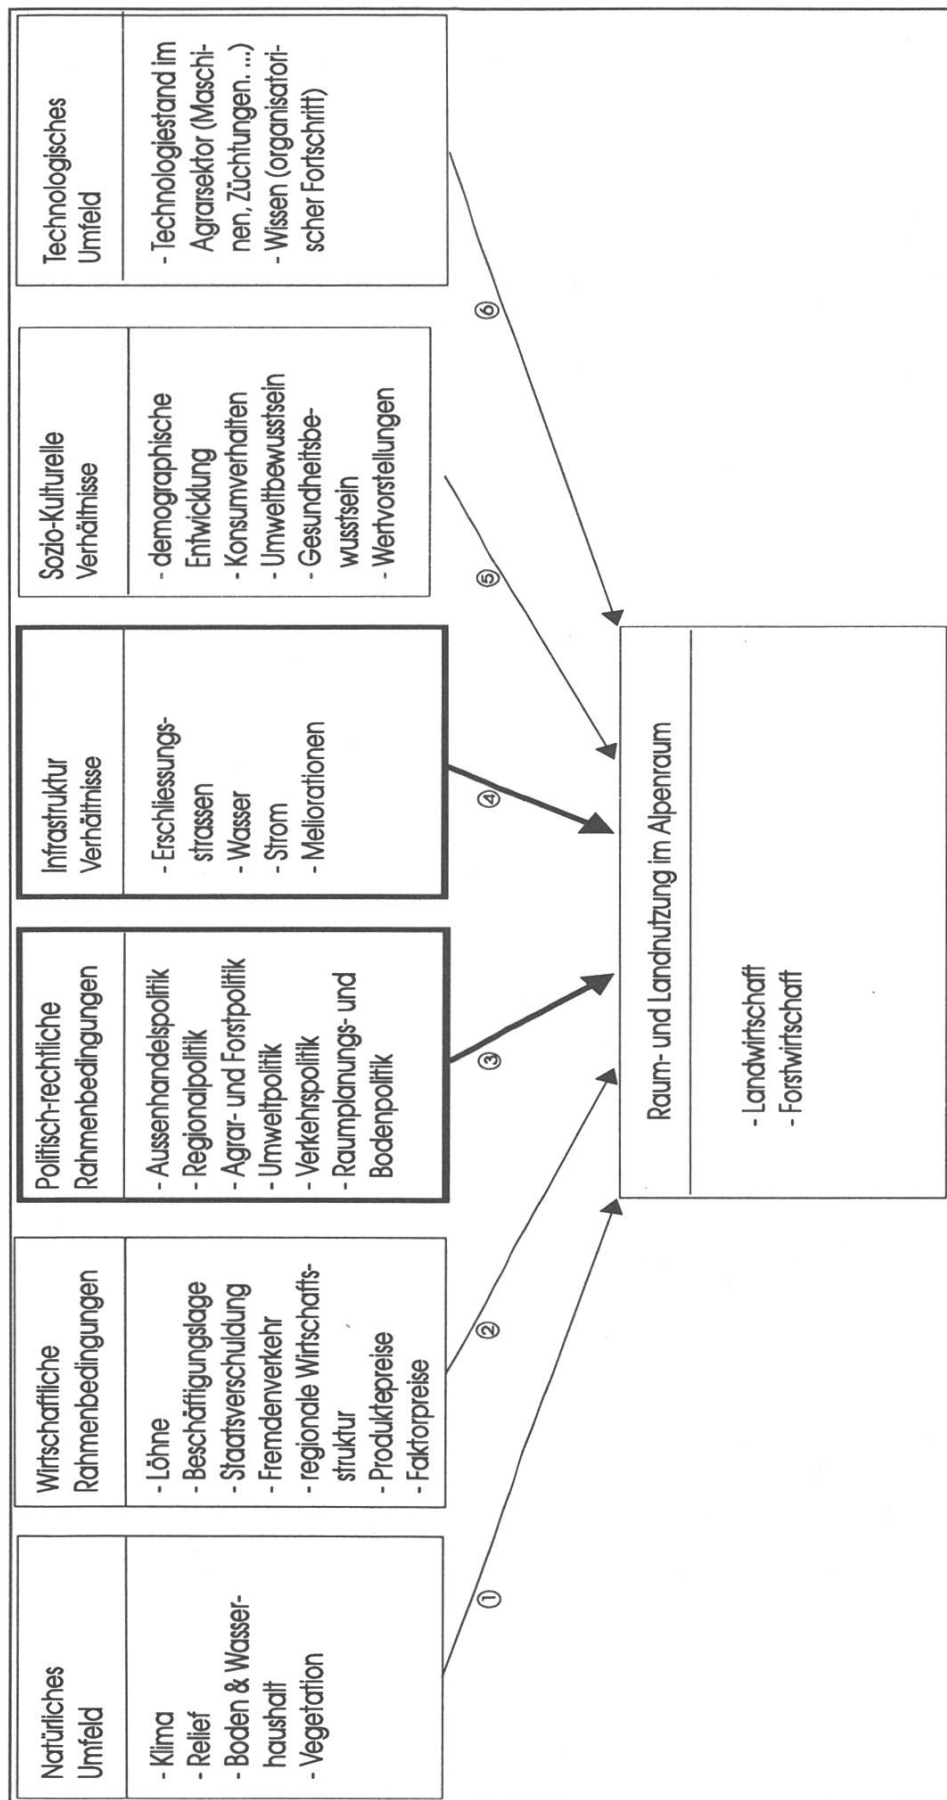 Natürliches
Umfeld
- Klima
- Relief
- Boden & Wasser-
haushalt
- Vegetation
Wirtschaftliche
Rahmenbedingungen
- Löhne
- Beschäftigungslage
- Staatsverschuldung
- Fremdenverkehr
- regionale Wirtschafts-
struktur
- Produktepreise
- Faktorpreise
Politisch-rechtliche
Rahmenbedingungen
- Aussenhandelspolitik
- Regionalpolitik
- Agrar- und Forstpolitik
- Umweltpolitik
- Verkehrspolitik
- Raumplanungs- und
Bodenpolitik
Infrastruktur
Verhältnisse
- Erschliessungs-
strassen
- Wasser
- Strom
- Meliorationen
Sozio-Kulturelle
Verhältnisse
- demographische
Entwicklung
- Konsumverhalten
- Umweltbewusstsein
- Gesundheitsbe-
wusstsein
- Wertvorstellungen
Technologisches
Umfeld
- Technologiestand im
Agrarsektor (Maschi-
nen, Züchtungen. ...)
- Wissen (organisatori-
scher Fortschritt)
①
②
③
④
⑤
⑥
Raum- und Landnutzung im Alpenraum
- Landwirtschaft
- Forstwirtschaft